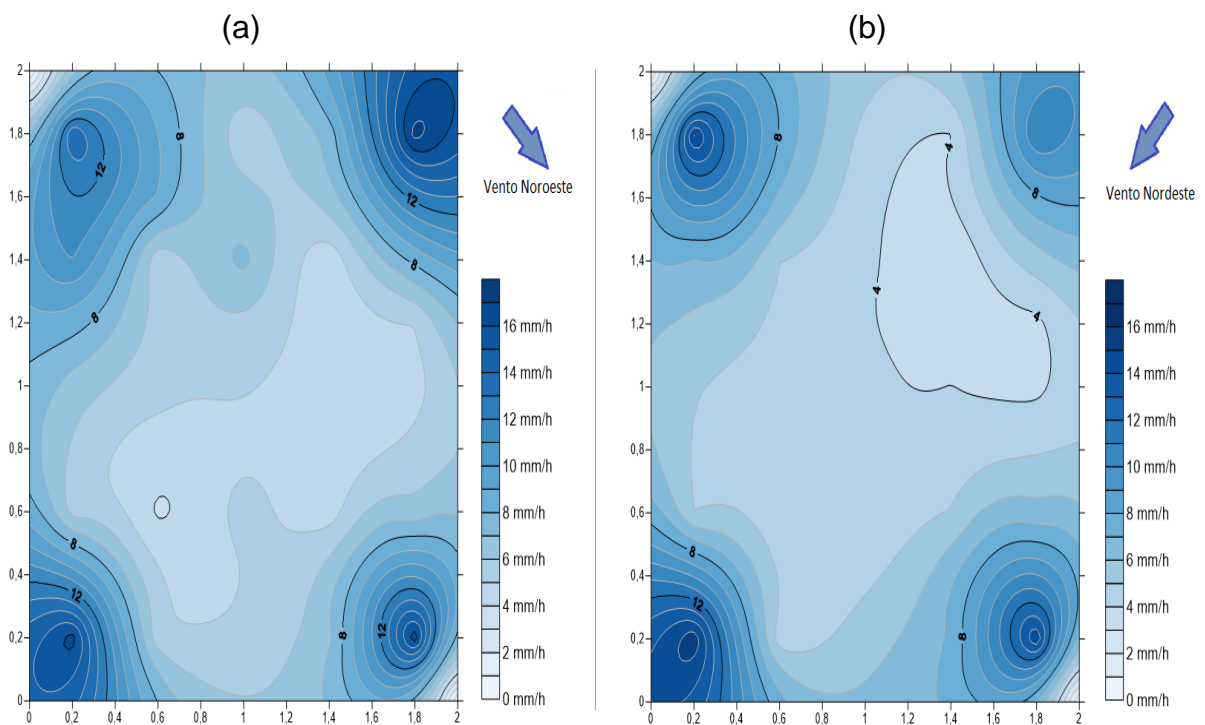 (a)
(b)
2
1,8
1,6
1,4
1,2
1
0,8
0,6
0,4
0,2
0
0 0,2 0,4 0,6 0,8 1 1,2 1,4 1,6 1,8 2
8
12
12
8
8
8
12
8
12
Vento Noroeste
16 mm/h
14 mm/h
12 mm/h
10 mm/h
8 mm/h
6 mm/h
4 mm/h
2 mm/h
0 mm/h
2
1,8
1,6
1,4
1,2
1
0,8
0,6
0,4
0,2
0
0 0,2 0,4 0,6 0,8 1 1,2 1,4 1,6 1,8 2
8
4
8
4
4
8
12
8
Vento Nordeste
16 mm/h
14 mm/h
12 mm/h
10 mm/h
8 mm/h
6 mm/h
4 mm/h
2 mm/h
0 mm/h